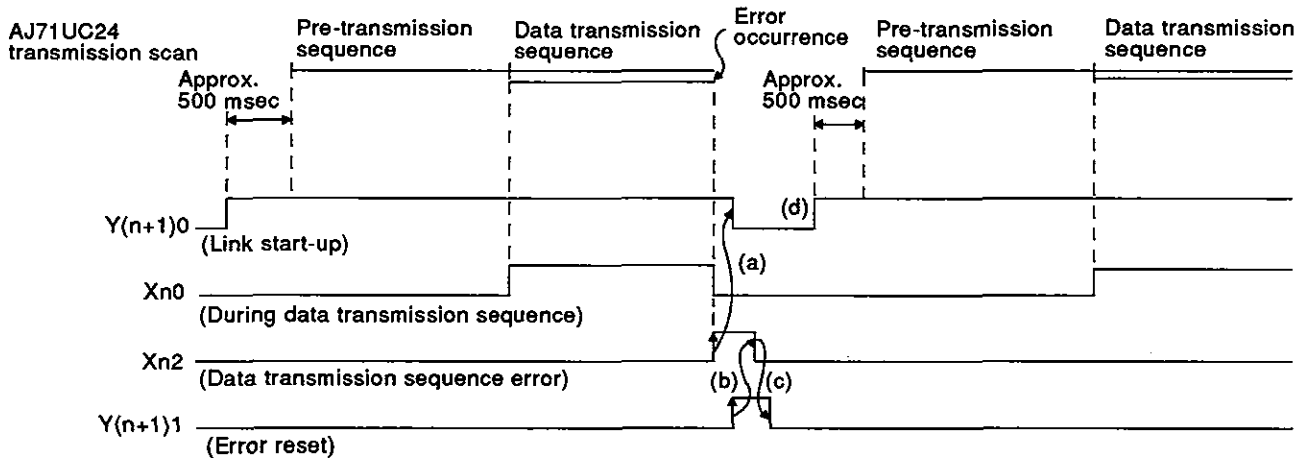 AJ71UC24
transmission scan
Pre-transmission
sequence
Data transmission
sequence
Error
occurrence
Pre-transmission
sequence
Data transmission
sequence
Approx.
500 msec
Approx.
500 msec
Y(n+1)0
(Link start-up)
(d)
(a)
Xn0
(During data transmission sequence)
Xn2
(Data transmission sequence error)
(b)
(c)
Y(n+1)1
(Error reset)